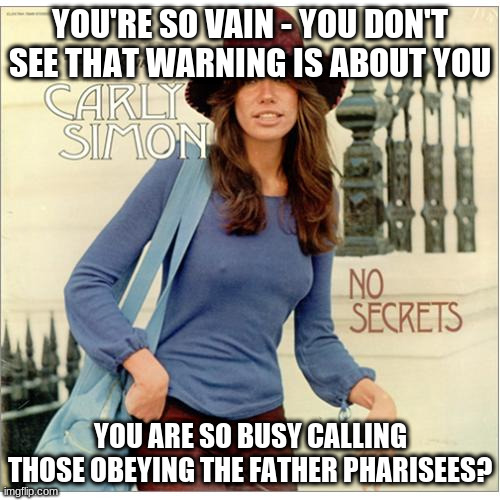 YOU'RE SO VAIN - YOU DON'T
SEE THAT WARNING IS ABOUT YOU
CARLY
SIMON
NO
SECRETS
YOU ARE SO BUSY CALLING
THOSE OBEYING THE FATHER PHARISEES?
imgflip.com